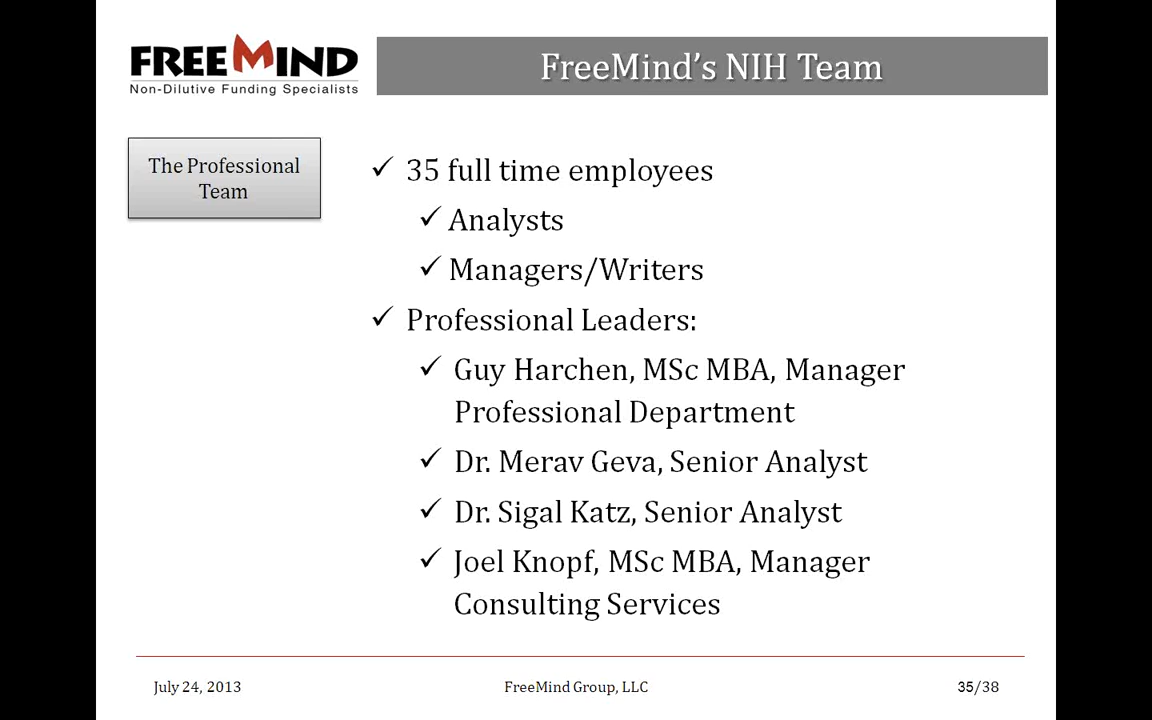 FREEMIND
Non-Dilutive Funding Specialists
FreeMind's NIH Team
The Professional
Team
✓ 35 full time employees
✓ Analysts
✓ Managers/Writers
✓ Professional Leaders:
✓ Guy Harchen, MSc MBA, Manager
Professional Department
✓ Dr. Merav Geva, Senior Analyst
✓ Dr. Sigal Katz, Senior Analyst
✓ Joel Knopf, MSc MBA, Manager
Consulting Services
July 24, 2013
FreeMind Group, LLC
35/38